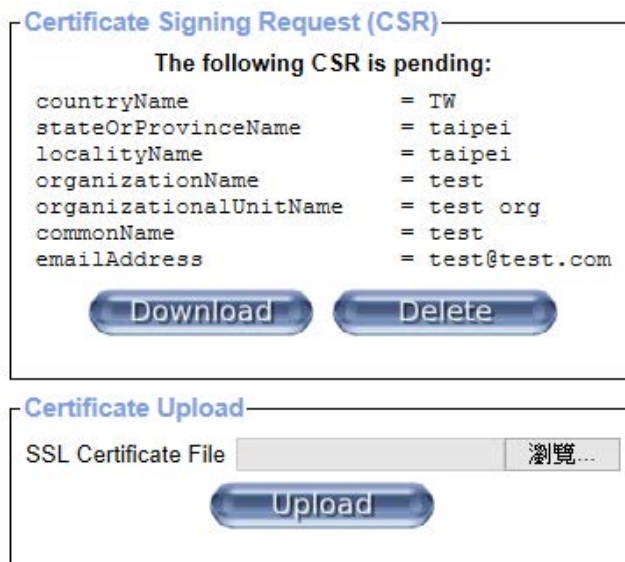 Certificate Signing Request (CSR)
The following CSR is pending:
countryName = TW
stateOrProvinceName = taipei
localityName = taipei
organizationName = test
organizationalUnitName = test org
commonName = test
emailAddress = test@test.com
Download Delete
Certificate Upload
SSL Certificate File 瀏覽...
Upload